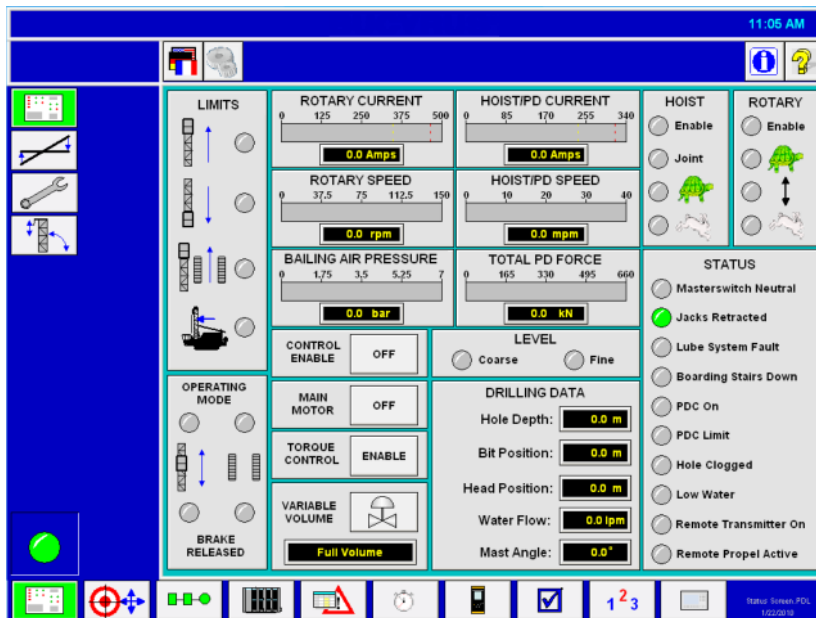 11:05 AM
LIMITS
ROTARY CURRENT
0 125 250 375 500
0.0 Amps
HOIST/PD CURRENT
0 85 170 255 340
0.0 Amps
HOIST
Enable
Joint
ROTARY
Enable
ROTARY SPEED
0 37.5 75 112.5 150
0.0 rpm
HOIST/PD SPEED
0 10 20 30 40
0.0 mpm
BAILING AIR PRESSURE
0 1.75 3.5 5.25 7
0.0 bar
TOTAL PD FORCE
0 165 330 495 660
0.0 kN
STATUS
Masterswitch Neutral
Jacks Retracted
Lube System Fault
Boarding Stairs Down
PDC On
PDC Limit
Hole Clogged
Low Water
Remote Transmitter On
Remote Propel Active
CONTROL
ENABLE
OFF
LEVEL
Coarse Fine
OPERATING
MODE
BRAKE
RELEASED
MAIN
MOTOR
OFF
TORQUE
CONTROL
ENABLE
VARIABLE
VOLUME
Full Volume
DRILLING DATA
Hole Depth: 0.0 m
Bit Position: 0.0 m
Head Position: 0.0 m
Water Flow: 0.0 lpm
Mast Angle: 0.0°
1 2 3
Status Screen.PDL
1/22/2010